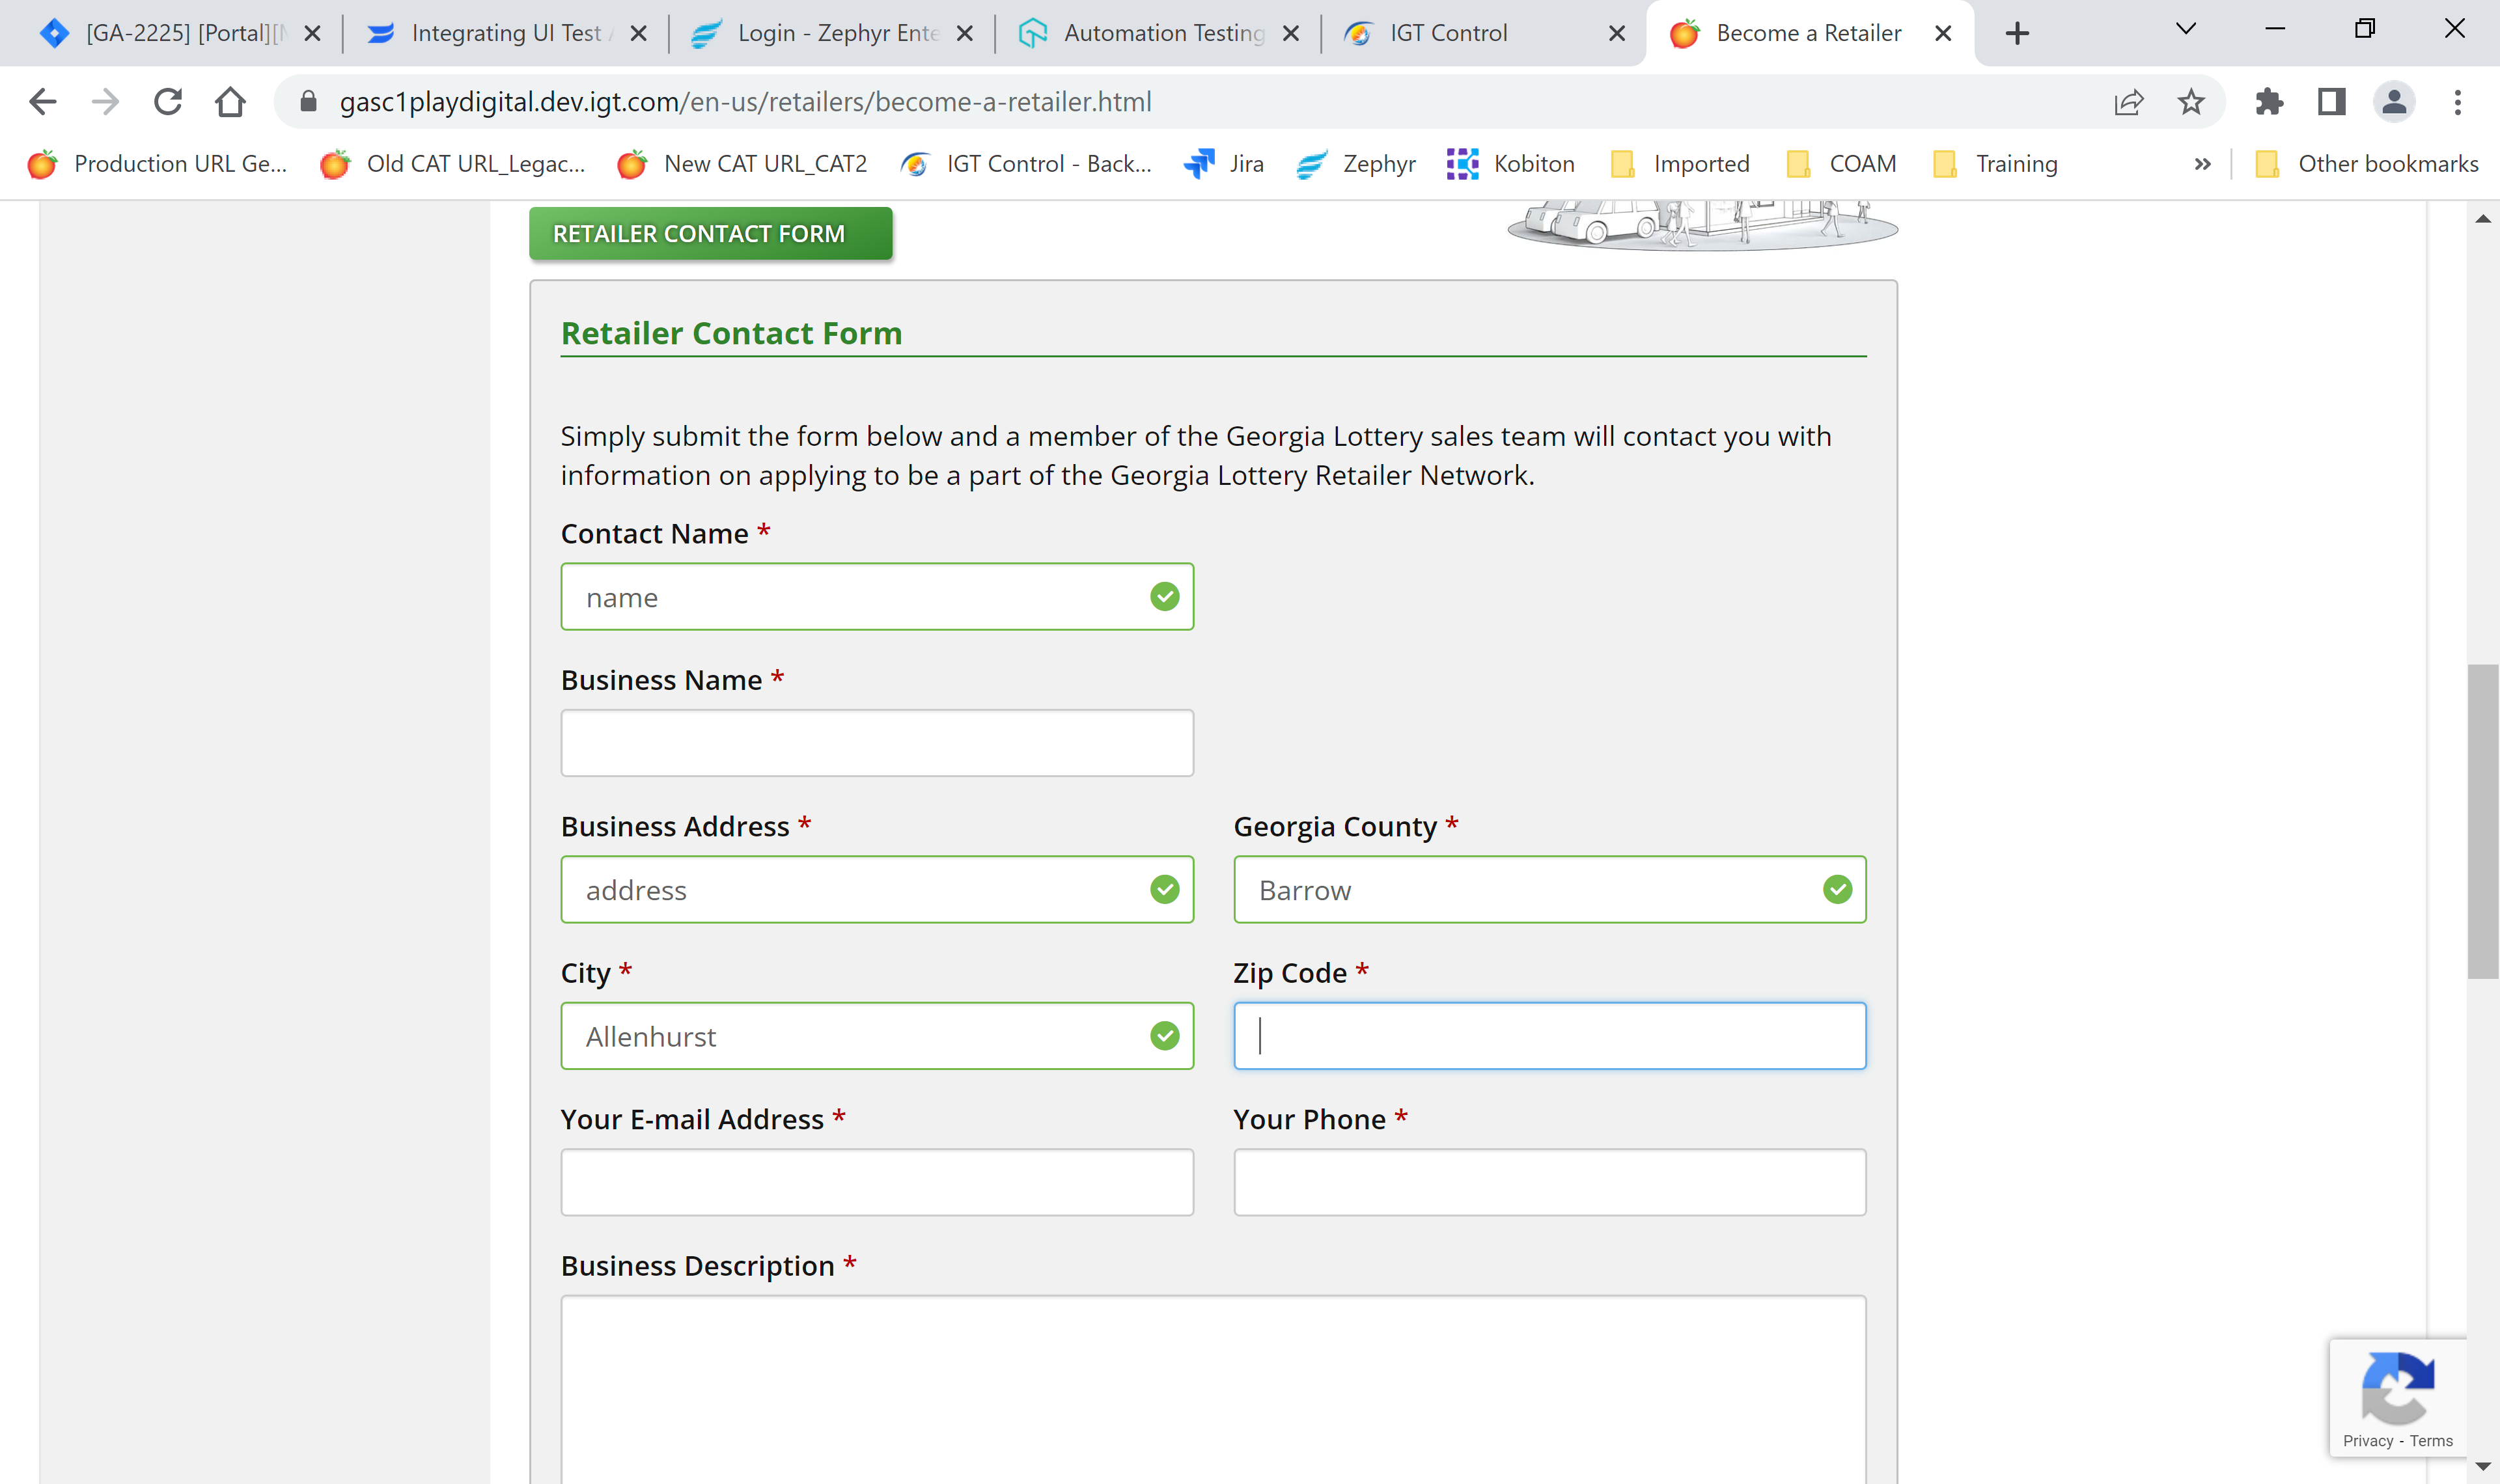 [GA-2225] [Portal][ Integrating UI Test Login - Zephyr Ente Automation Testing IGT Control Become a Retailer
gasc1playdigital.dev.igt.com/en-us/retailers/become-a-retailer.html
Production URL Ge... Old CAT URL_Legac... New CAT URL_CAT2 IGT Control - Back... Jira Zephyr Kobiton Imported COAM Training » Other bookmarks
RETAILER CONTACT FORM
Retailer Contact Form
Simply submit the form below and a member of the Georgia Lottery sales team will contact you with
information on applying to be a part of the Georgia Lottery Retailer Network.
Contact Name *
name
Business Name *
Business Address * Georgia County *
address Barrow
City * Zip Code *
Allenhurst
Your E-mail Address * Your Phone *
Business Description *
Privacy - Terms